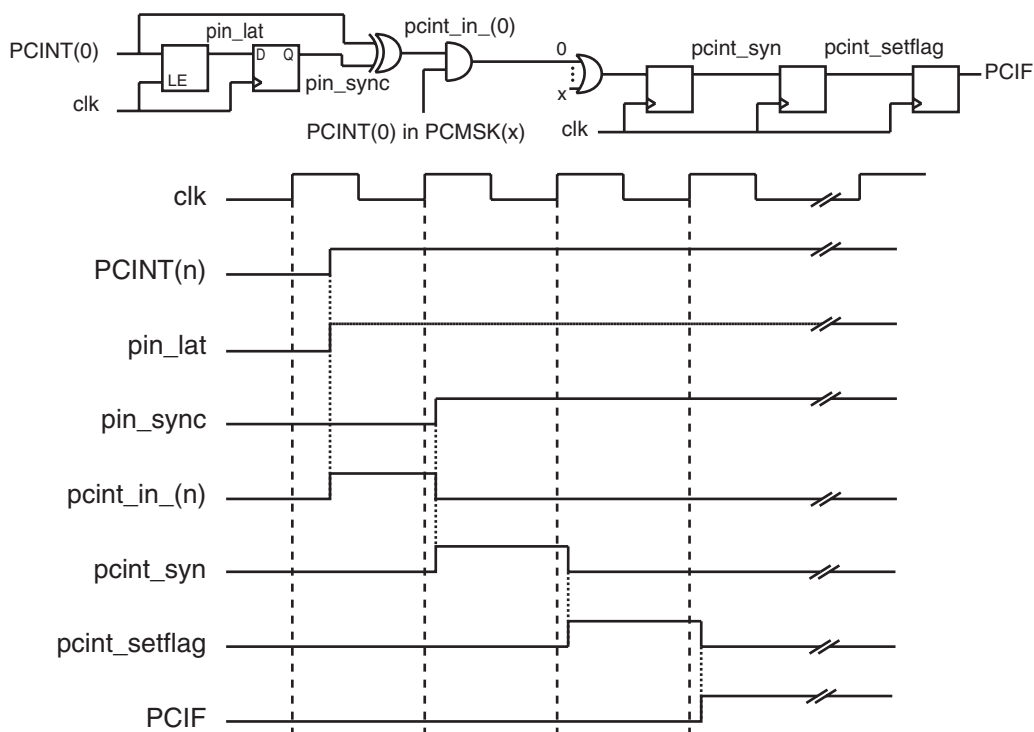 pin_lat
pcint_in_(0)
pcint_syn
pcint_setflag
PCINT(0)
D Q
LE
pin_sync
0
x
PCIF
clk
PCINT(0) in PCMSK(x)
clk
clk
PCINT(n)
pin_lat
pin_sync
pcint_in_(n)
pcint_syn
pcint_setflag
PCIF